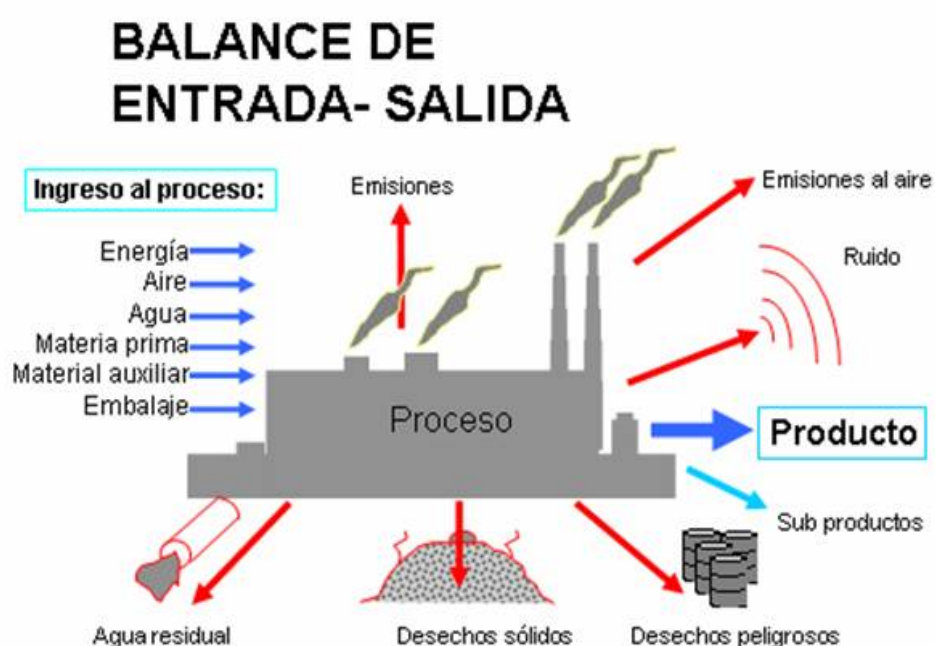 BALANCE DE
ENTRADA- SALIDA
Ingreso al proceso:
Emisiones
Emisiones al aire
Energía
Aire
Agua
Materia prima
Material auxiliar
Embalaje
Ruido
Proceso
Producto
Sub productos
Agua residual
Desechos sólidos
Desechos peligrosos